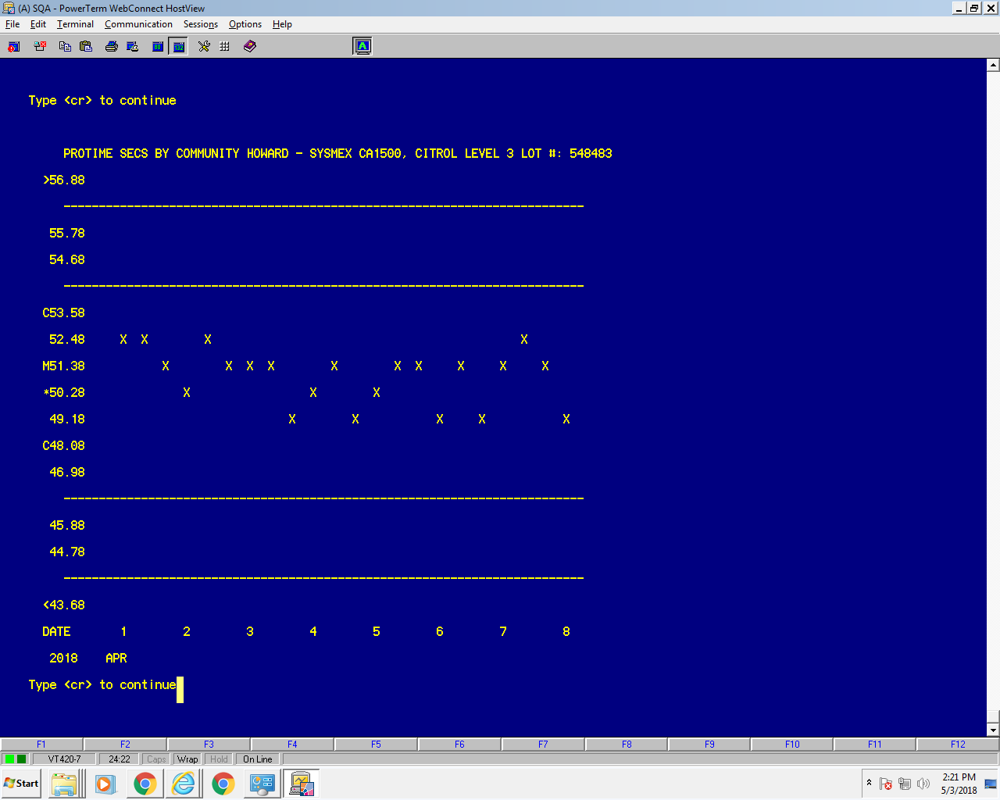 (A) SQA - PowerTerm WebConnect HostView
File Edit Terminal Communication Sessions Options Help
80 132 A
Type <cr> to continue
PROTIME SECS BY COMMUNITY HOWARD - SYSMEX CA1500, CITROL LEVEL 3 LOT #: 548483
>56.88
--------------------------------------------------------------------------
55.78
54.68
--------------------------------------------------------------------------
C53.58
52.48 X X X X
M51.38 X X X X X X X X X X
*50.28 X X X
49.18 X X X X X
C48.08
46.98
--------------------------------------------------------------------------
45.88
44.78
--------------------------------------------------------------------------
<43.68
DATE 1 2 3 4 5 6 7 8
2018 APR
Type <cr> to continue
F1 F2 F3 F4 F5 F6 F7 F8 F9 F10 F11 F12
VT420-7 24:22 Caps Wrap Hold On Line
Start 2:21 PM
5/3/2018